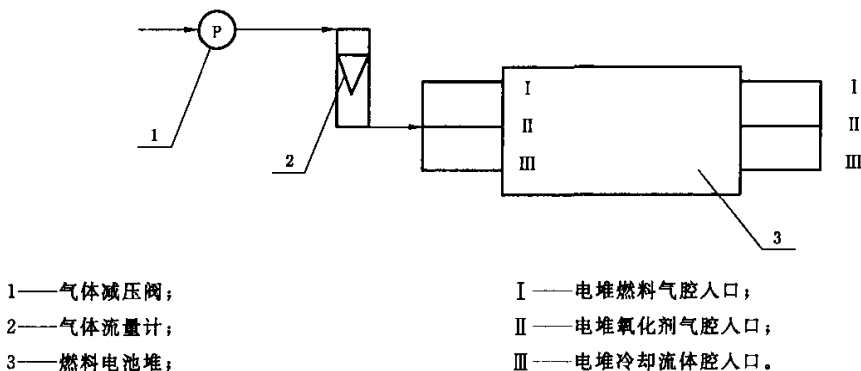 P
1
2
3
Ⅰ
Ⅱ
Ⅲ
Ⅰ
Ⅱ
Ⅲ
1——气体减压阀;
2——气体流量计;
3——燃料电池堆;
Ⅰ——电堆燃料气腔入口;
Ⅱ——电堆氧化剂气腔入口;
Ⅲ——电堆冷却流体腔入口。